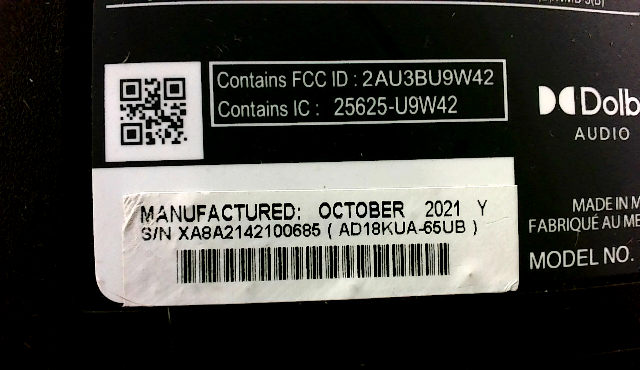 Contains FCC ID : 2AU3BU9W42
Contains IC : 25625-U9W42
Dolb
AUDIO
MANUFACTURED: OCTOBER 2021 Y
S/N XA8A2142100685 ( AD18KUA-65UB )
MADE IN M
FABRIQUÉ AU ME
MODEL NO.